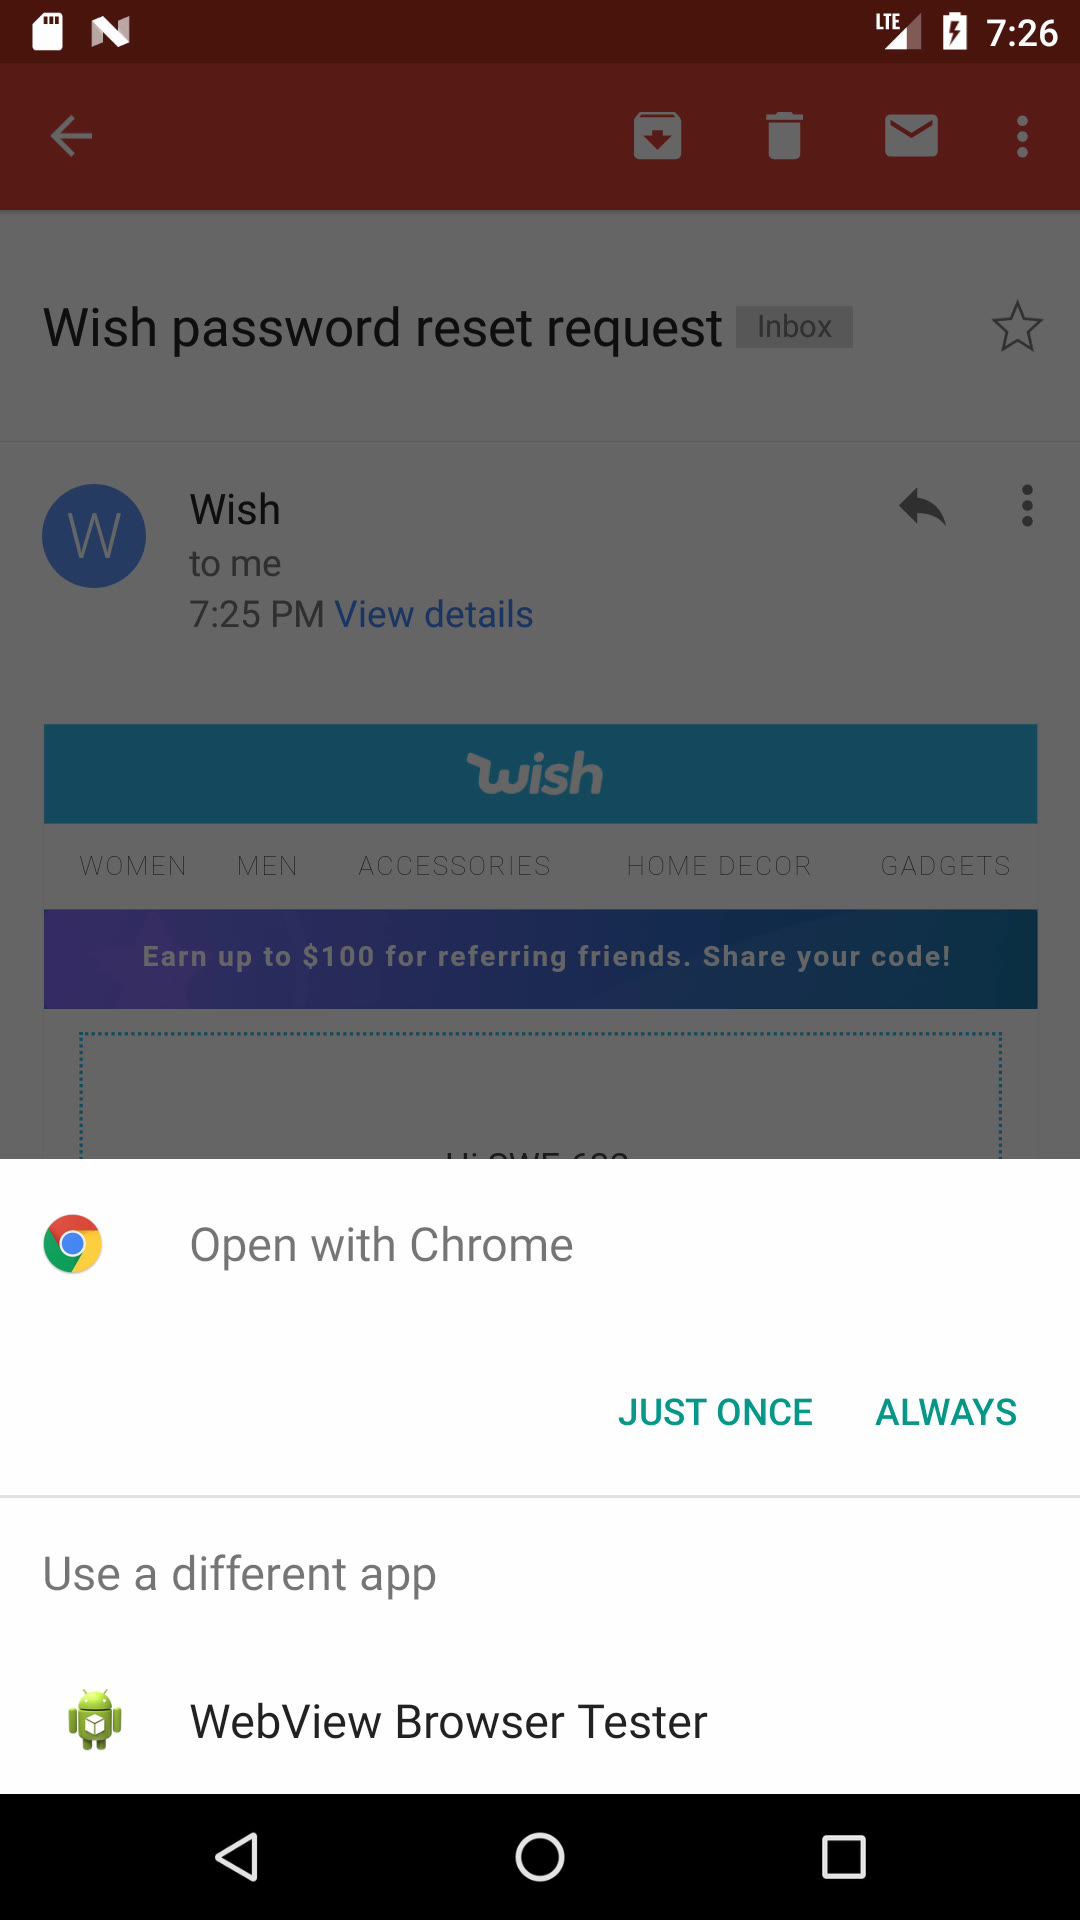 LTE 7:26
Wish password reset request Inbox
W
Wish
to me
7:25 PM View details
wish
WOMEN MEN ACCESSORIES HOME DECOR GADGETS
Earn up to $100 for referring friends. Share your code!
Open with Chrome
JUST ONCE ALWAYS
Use a different app
WebView Browser Tester